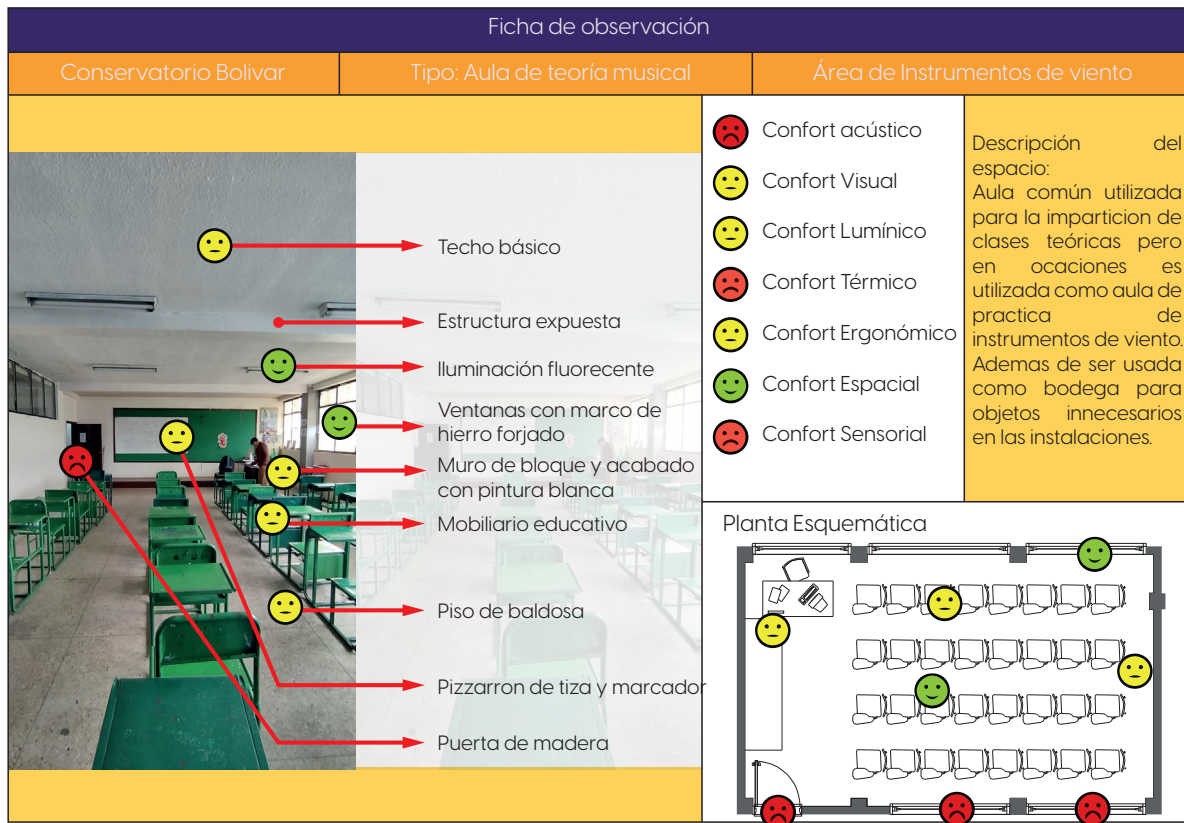 Ficha de observación
Conservatorio Bolivar
Tipo: Aula de teoría musical
Área de Instrumentos de viento
Techo básico
Estructura expuesta
Iluminación fluorecente
Ventanas con marco de
hierro forjado
Muro de bloque y acabado
con pintura blanca
Mobiliario educativo
Piso de baldosa
Pizzarron de tiza y marcador
Puerta de madera
Confort acústico
Confort Visual
Confort Lumínico
Confort Térmico
Confort Ergonómico
Confort Espacial
Confort Sensorial
Descripción del
espacio:
Aula común utilizada
para la imparticion de
clases teóricas pero
en ocaciones es
utilizada como aula de
practica de
instrumentos de viento.
Ademas de ser usada
como bodega para
objetos innecesarios
en las instalaciones.
Planta Esquemática